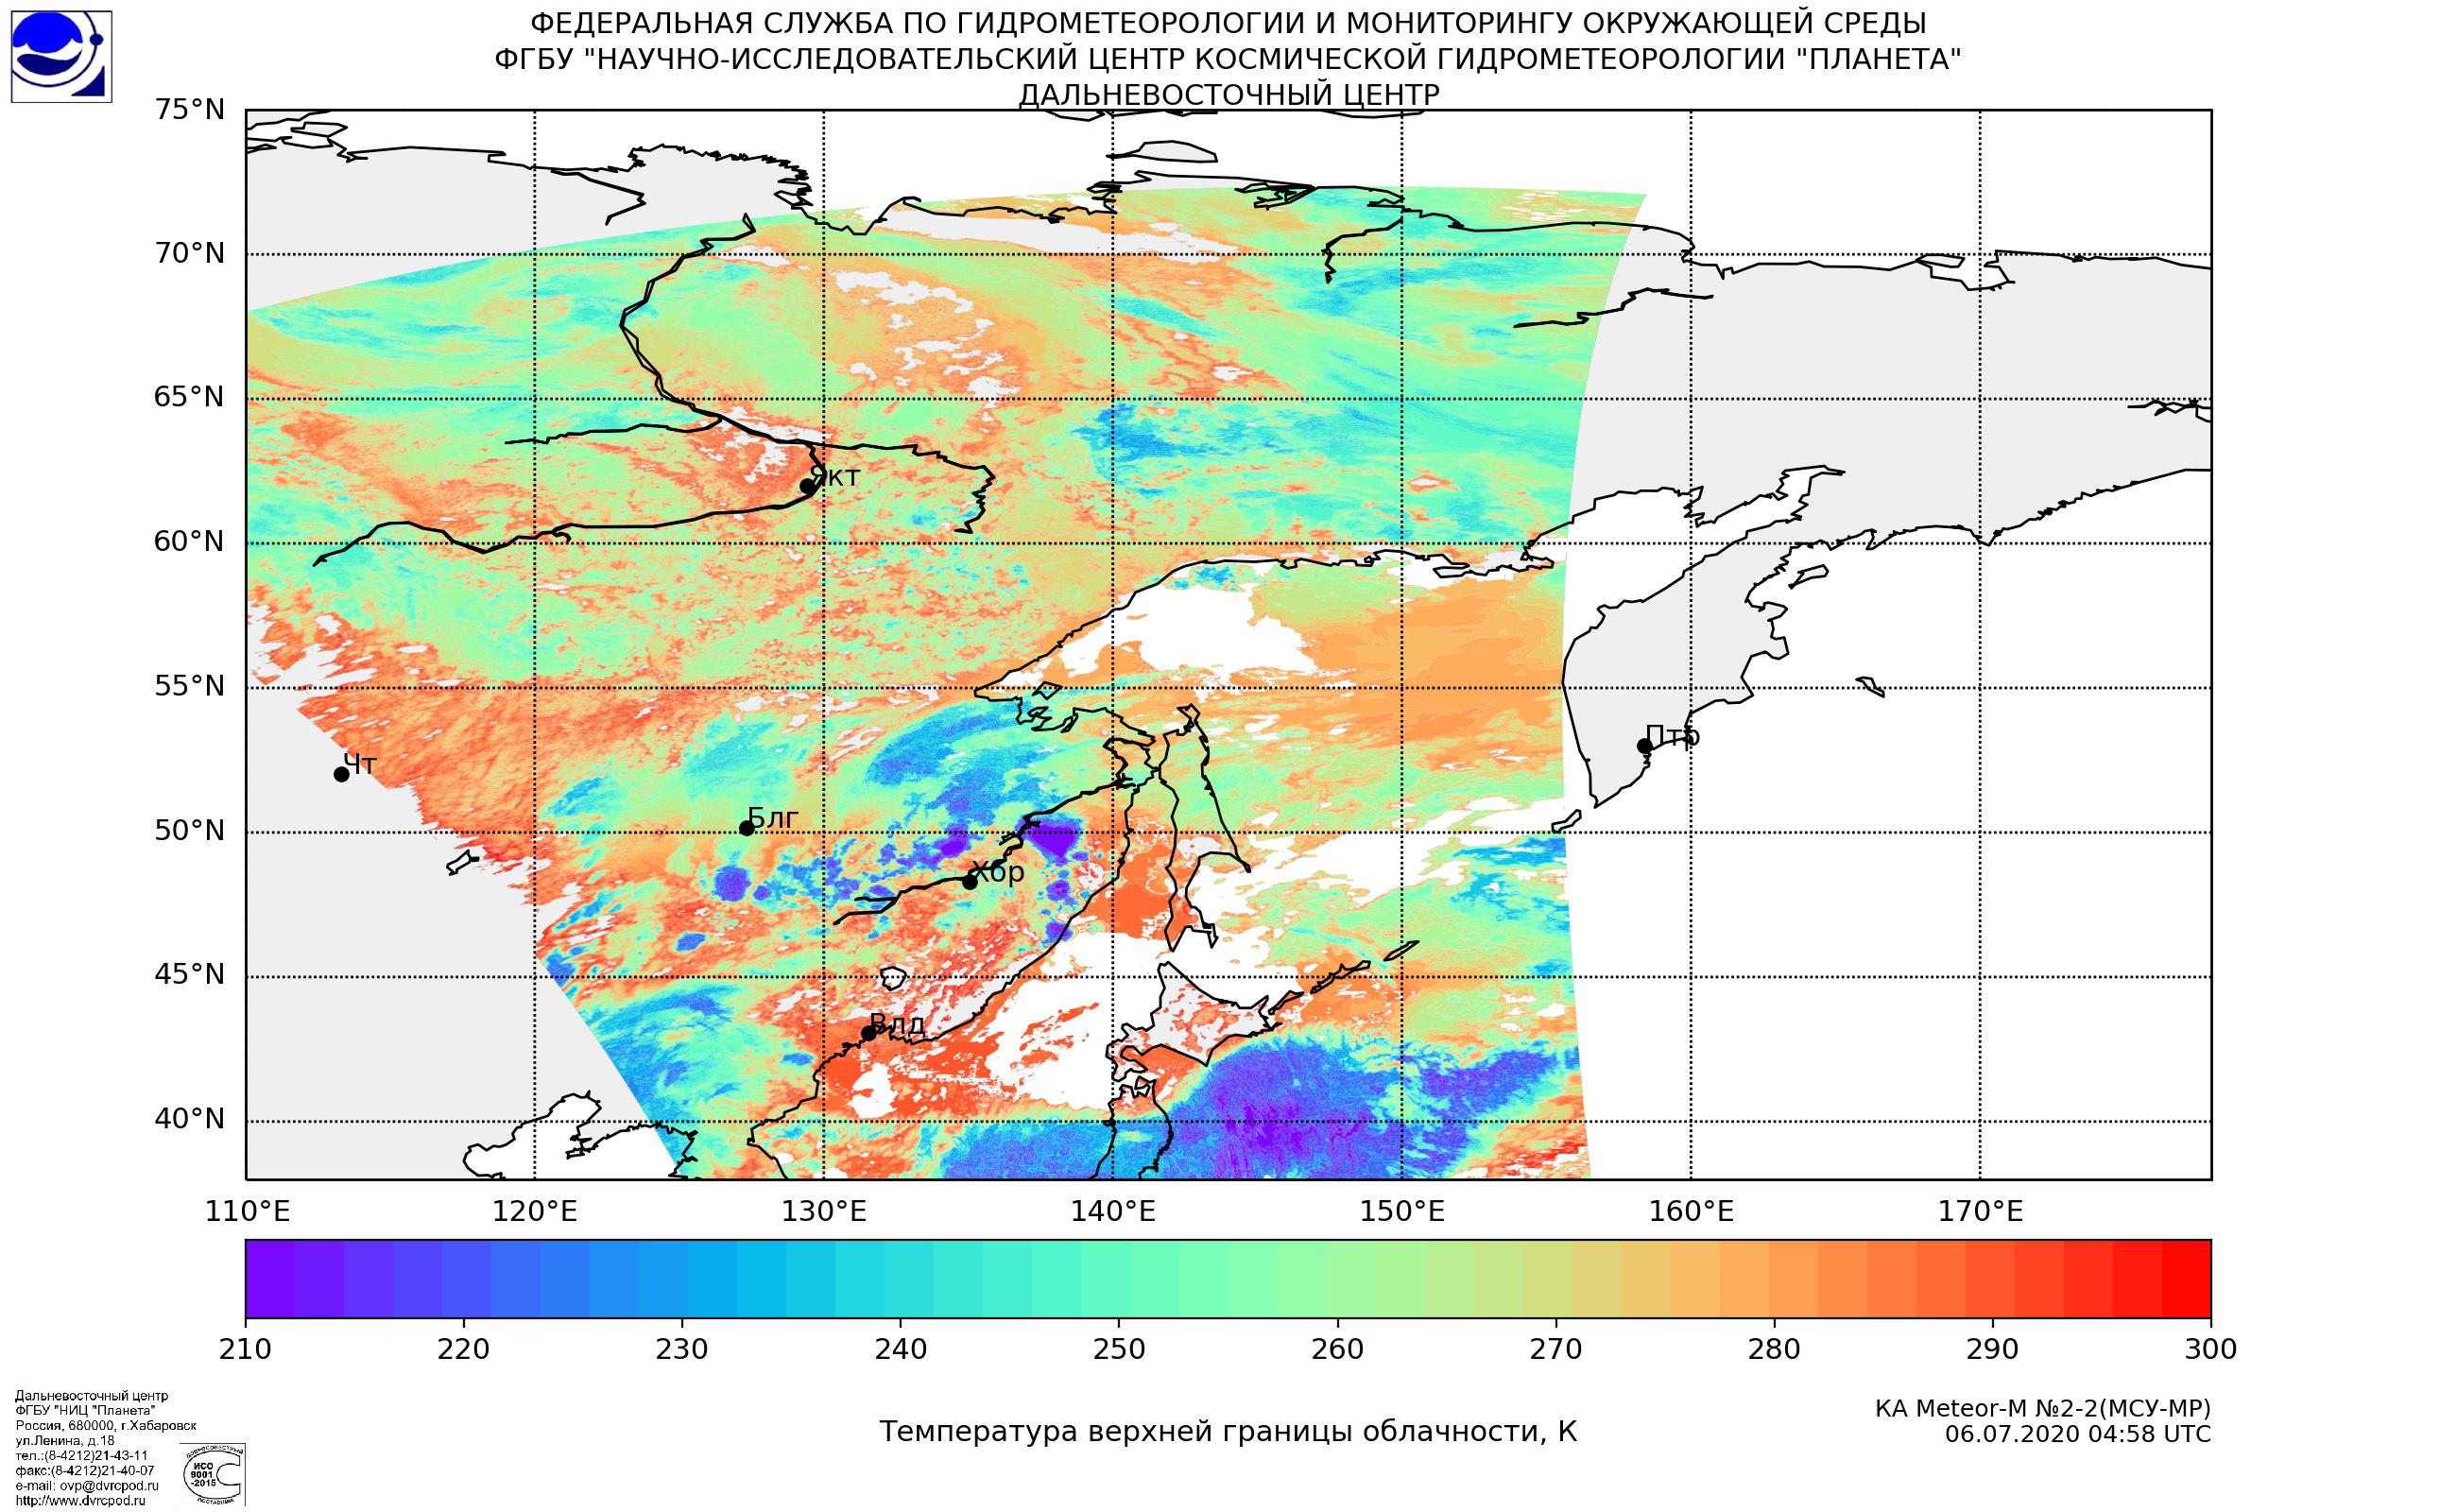 ФЕДЕРАЛЬНАЯ СЛУЖБА ПО ГИДРОМЕТЕОРОЛОГИИ И МОНИТОРИНГУ ОКРУЖАЮЩЕЙ СРЕДЫ
ФГБУ "НАУЧНО-ИССЛЕДОВАТЕЛЬСКИЙ ЦЕНТР КОСМИЧЕСКОЙ ГИДРОМЕТЕОРОЛОГИИ "ПЛАНЕТА"
ДАЛЬНЕВОСТОЧНЫЙ ЦЕНТР
75°N
70°N
65°N
Якт
60°N
55°N
Птр
Чт
Блг
50°N
Хбр
45°N
Влд
40°N
110°E 120°E 130°E 140°E 150°E 160°E 170°E
210 220 230 240 250 260 270 280 290 300
Температура верхней границы облачности, К
КА Meteor-M №2-2(МСУ-МР)
06.07.2020 04:58 UTC
Дальневосточный центр
ФГБУ "НИЦ "Планета"
Россия, 680000, г.Хабаровск
ул.Ленина, д.18
тел.:(8-4212)21-43-11
факс:(8-4212)21-40-07
e-mail: ovp@dvrcpod.ru
http://www.dvrcpod.ru
ИСО
9001
-2015